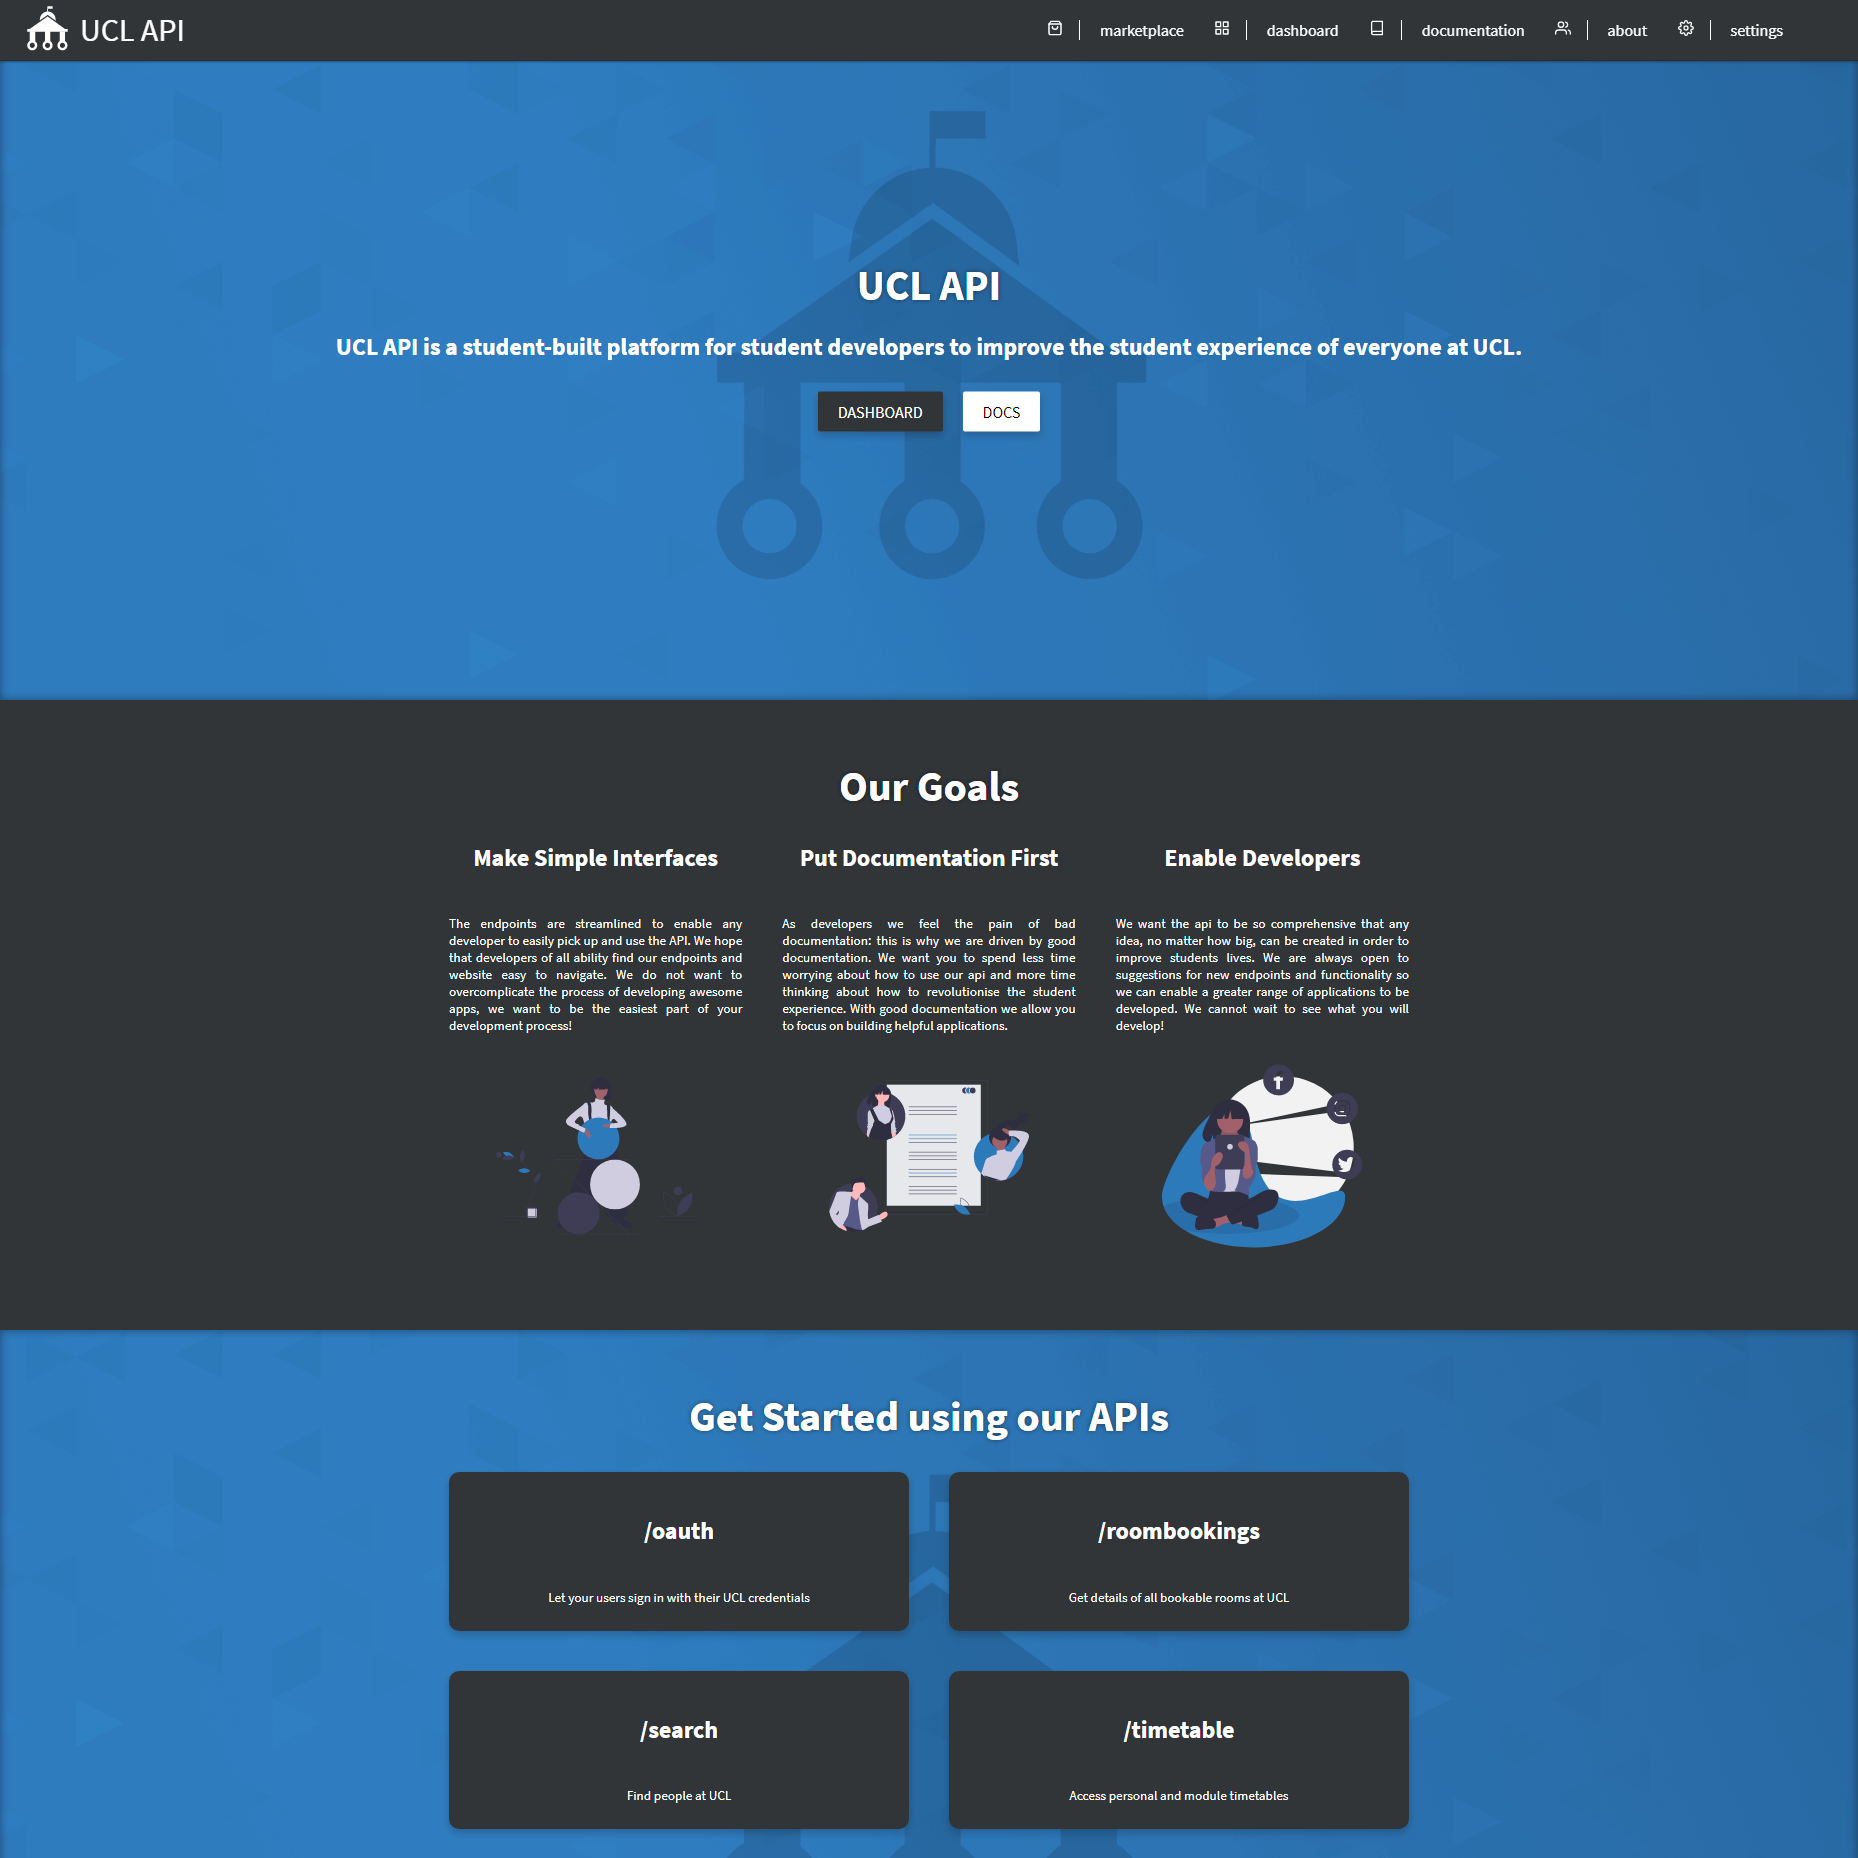 UCL API
marketplace
dashboard
documentation
about
settings
UCL API
UCL API is a student-built platform for student developers to improve the student experience of everyone at UCL.
DASHBOARD
DOCS
Our Goals
Make Simple Interfaces
The endpoints are streamlined to enable any
developer to easily pick up and use the API. We hope
that developers of all ability find our endpoints and
website easy to navigate. We do not want to
overcomplicate the process of developing awesome
apps, we want to be the easiest part of your
development process!
Put Documentation First
As developers we feel the pain of bad
documentation: this is why we are driven by good
documentation. We want you to spend less time
worrying about how to use our api and more time
thinking about how to revolutionise the student
experience. With good documentation we allow you
to focus on building helpful applications.
Enable Developers
We want the api to be so comprehensive that any
idea, no matter how big, can be created in order to
improve students lives. We are always open to
suggestions for new endpoints and functionality so
we can enable a greater range of applications to be
developed. We cannot wait to see what you will
develop!
Get Started using our APIs
/oauth
Let your users sign in with their UCL credentials
/roombookings
Get details of all bookable rooms at UCL
/search
Find people at UCL
/timetable
Access personal and module timetables